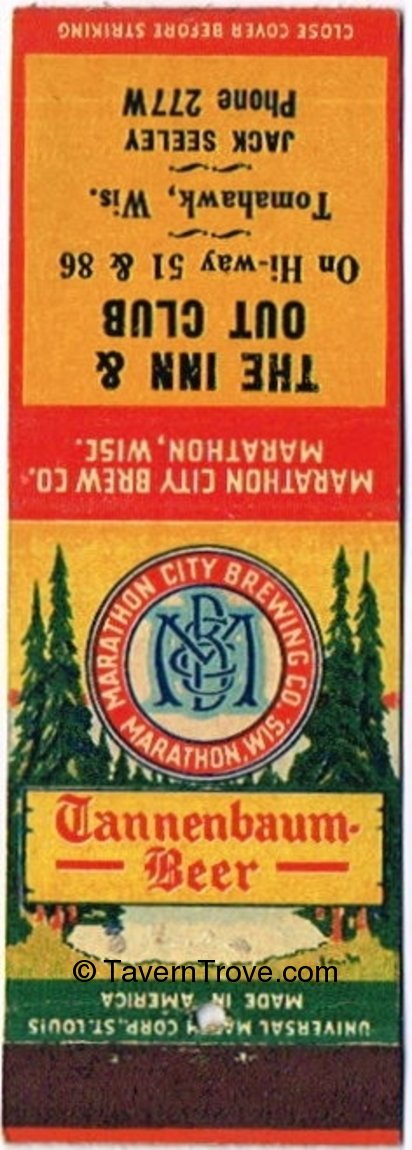 CLOSE COVER BEFORE STRIKING
THE INN &
OUT CLUB
On Hi-way 51 & 86
Tomahawk, Wis.
JACK SEELEY
Phone 277W
MARATHON CITY BREW CO.
MARATHON, WISC.
MARATHON CITY BREWING CO.
MARATHON, WIS.
MCB
Tannenbaum-
Beer
© TavernTrove.com
UNIVERSAL MATCH CORP., ST. LOUIS
MADE IN AMERICA